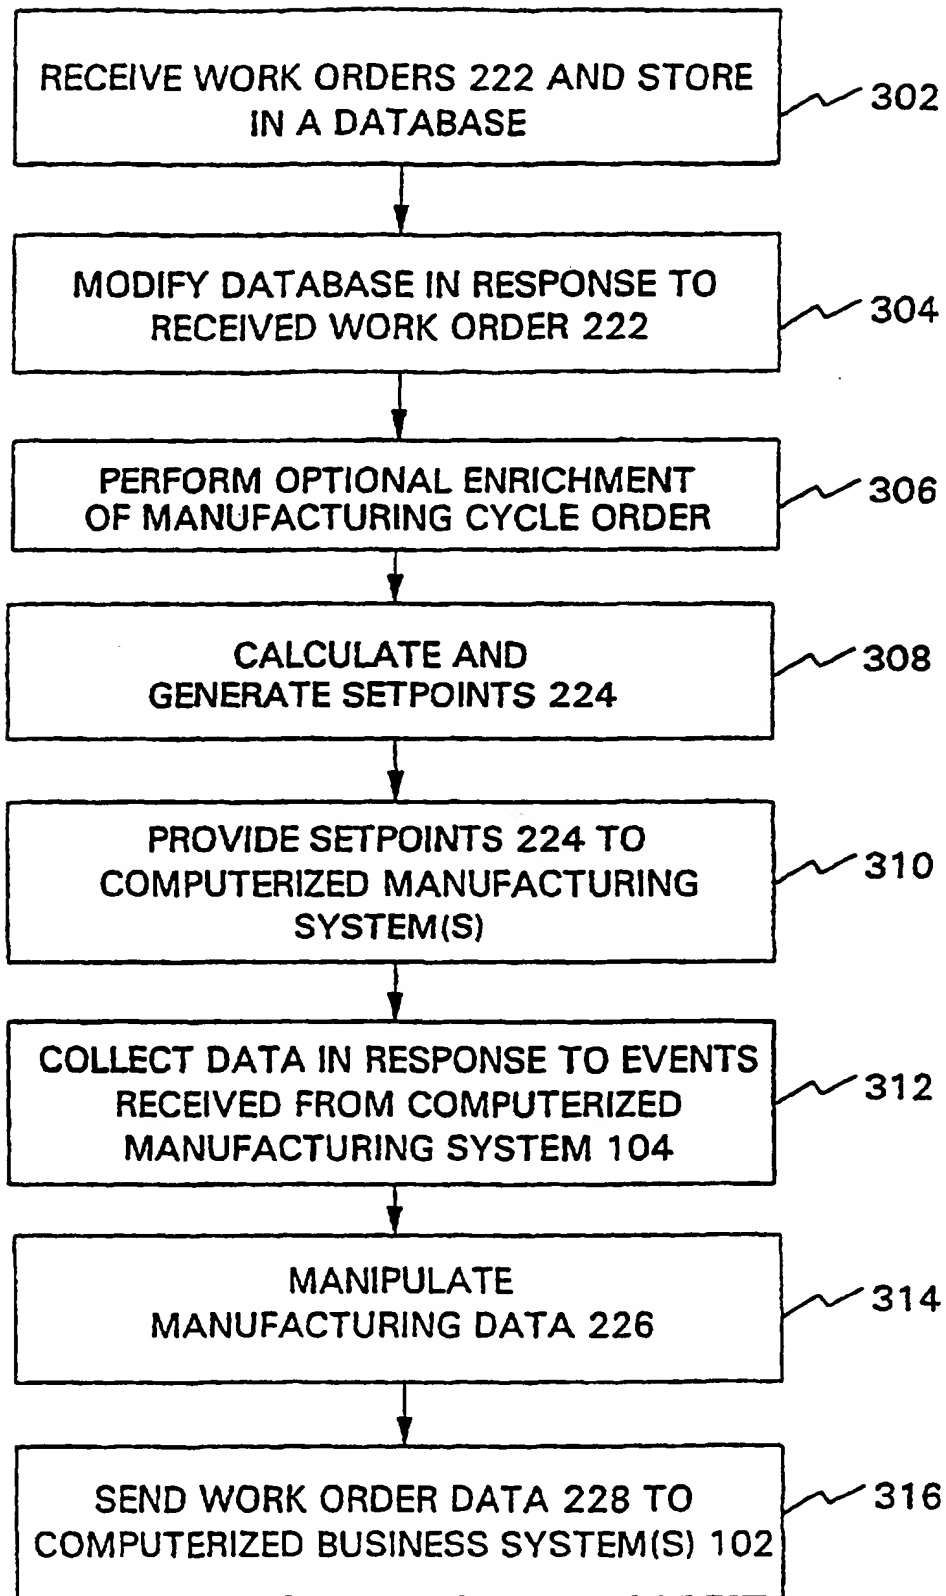 RECEIVE WORK ORDERS 222 AND STORE
IN A DATABASE
302
MODIFY DATABASE IN RESPONSE TO
RECEIVED WORK ORDER 222
304
PERFORM OPTIONAL ENRICHMENT
OF MANUFACTURING CYCLE ORDER
306
CALCULATE AND
GENERATE SETPOINTS 224
308
PROVIDE SETPOINTS 224 TO
COMPUTERIZED MANUFACTURING
SYSTEM(S)
310
COLLECT DATA IN RESPONSE TO EVENTS
RECEIVED FROM COMPUTERIZED
MANUFACTURING SYSTEM 104
312
MANIPULATE
MANUFACTURING DATA 226
314
SEND WORK ORDER DATA 228 TO
COMPUTERIZED BUSINESS SYSTEM(S) 102
316